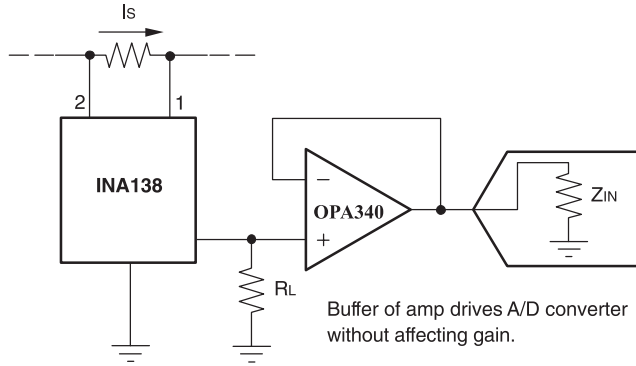 IS
2
1
INA138
−
OPA340
+
ZIN
RL
Buffer of amp drives A/D converter
without affecting gain.